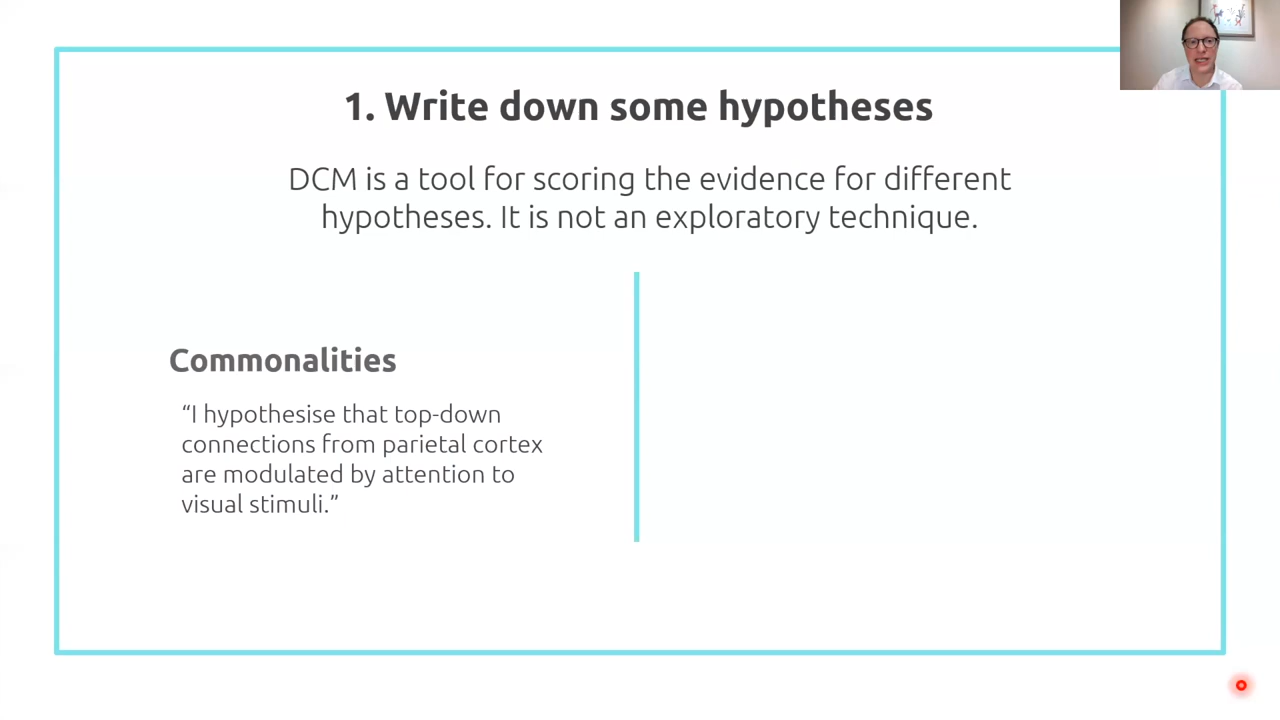 1. Write down some hypotheses
DCM is a tool for scoring the evidence for different
hypotheses. It is not an exploratory technique.
Commonalities
“I hypothesise that top-down
connections from parietal cortex
are modulated by attention to
visual stimuli.”